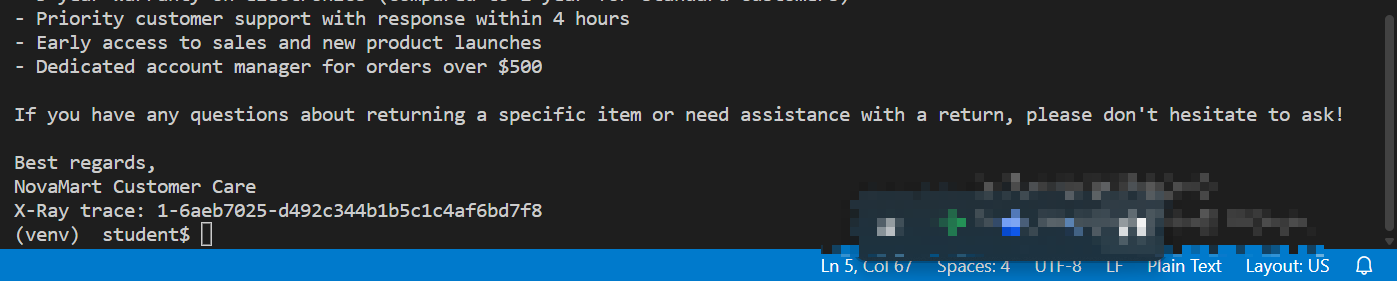 - Priority customer support with response within 4 hours
- Early access to sales and new product launches
- Dedicated account manager for orders over $500
If you have any questions about returning a specific item or need assistance with a return, please don't hesitate to ask!
Best regards,
NovaMart Customer Care
X-Ray trace: 1-6aeb7025-d492c344b1b5c1c4af6bd7f8
(venv) student$
Ln 5, Col 67 Spaces: 4 UTF-8 LF Plain Text Layout: US